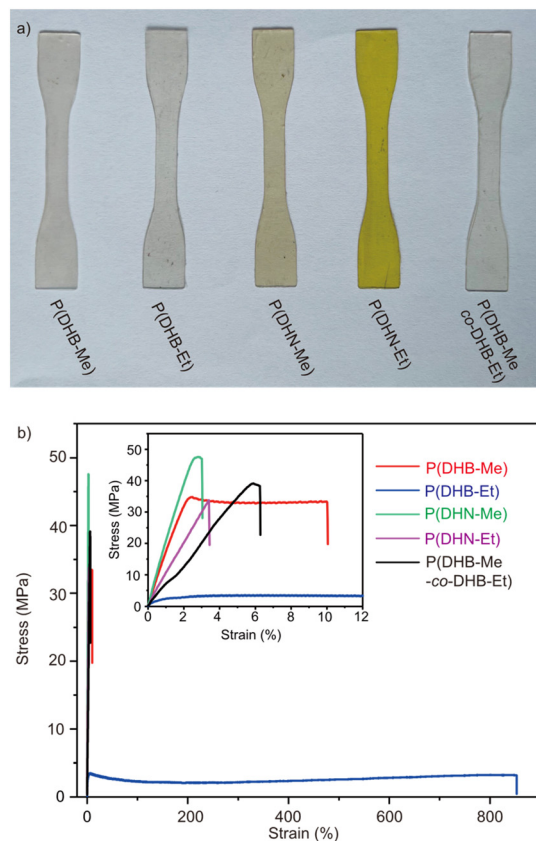 a)
P(DHB-Me)
P(DHB-Et)
P(DHN-Me)
P(DHN-Et)
P(DHB-Me
co-DHB-Et)
b)
Stress (MPa)
50
40
30
20
10
0
Strain (%)
0
200
400
600
800
Stress (MPa)
50
40
30
20
10
0
0
2
4
6
8
10
12
Strain (%)
P(DHB-Me)
P(DHB-Et)
P(DHN-Me)
P(DHN-Et)
P(DHB-Me
-co-DHB-Et)